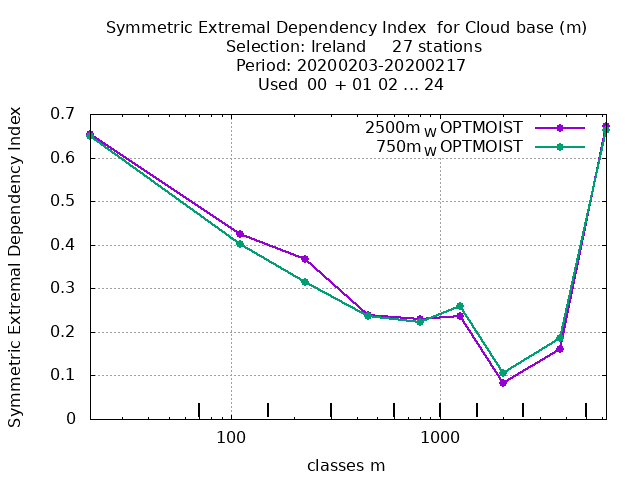 Symmetric Extremal Dependency Index  for Cloud base (m)
Selection: Ireland     27 stations
Period: 20200203-20200217
Used  00  + 01 02 ... 24
Symmetric Extremal Dependency Index
0.7
0.6
0.5
0.4
0.3
0.2
0.1
0
2500m W OPTMOIST
750m W OPTMOIST
100
1000
classes m